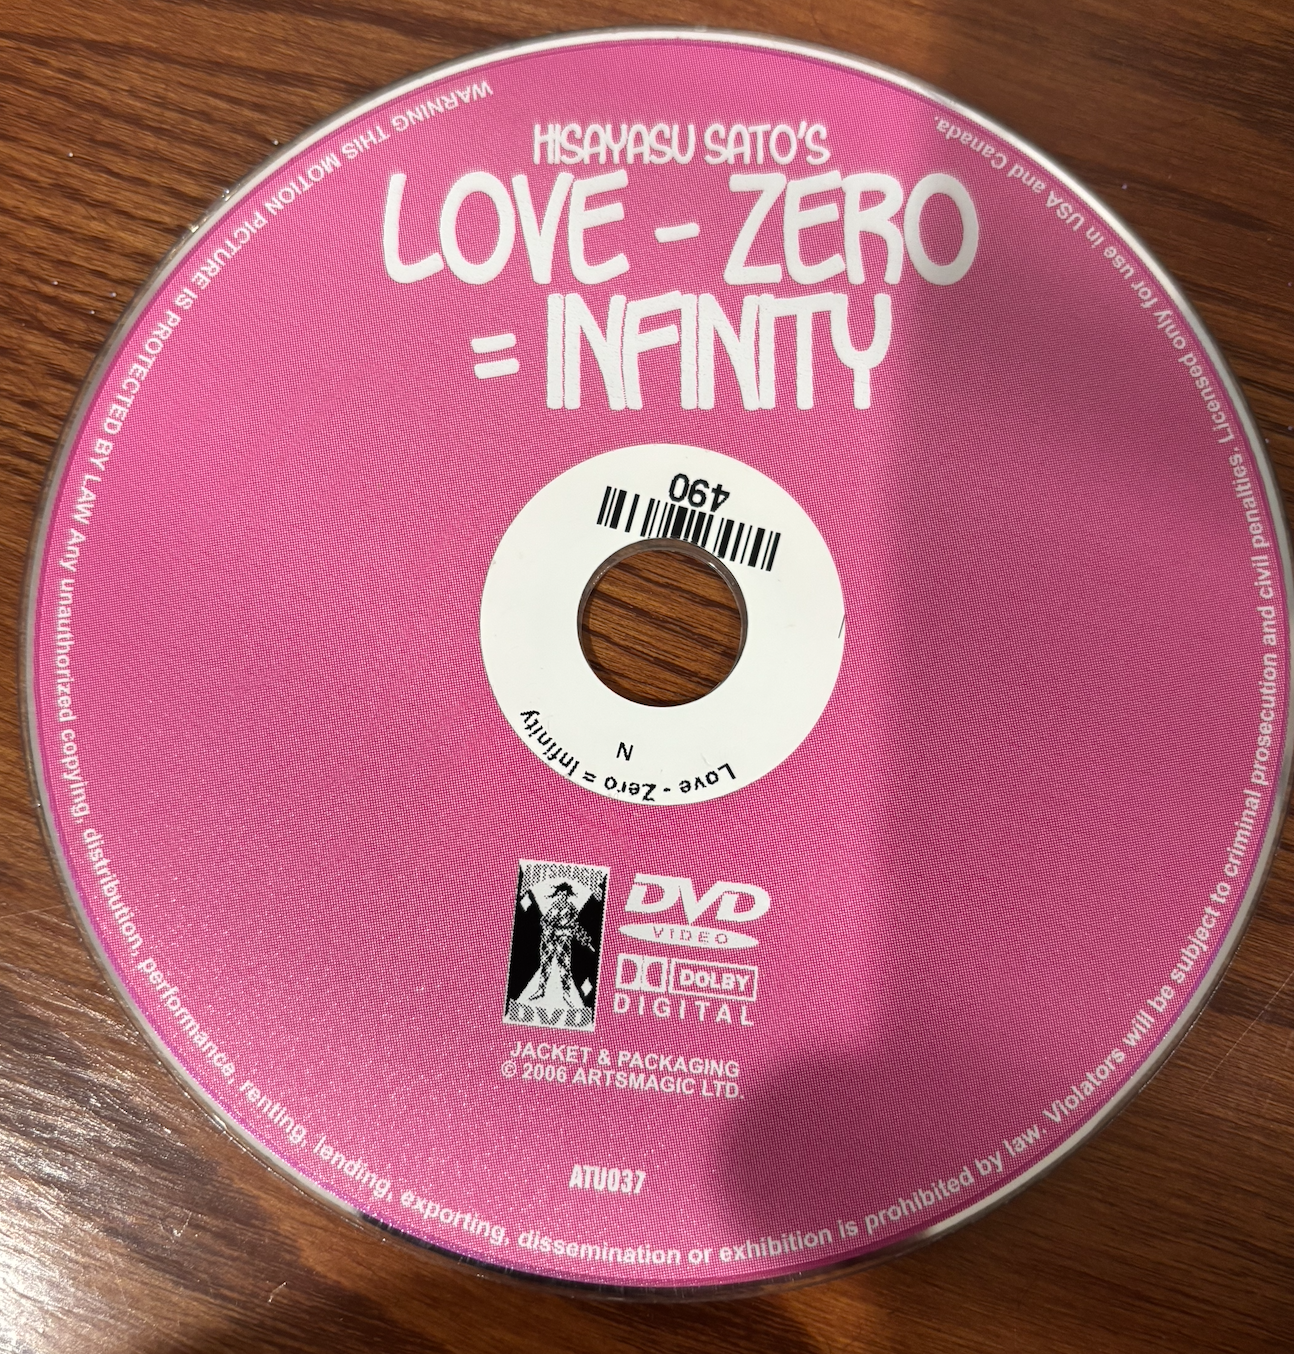 HISAYASU SATO'S
LOVE - ZERO
= INFINITY
490
Love - Zero = Infinity
N
ARTSMAGIC
DVD
DVD
VIDEO
DOLBY
DIGITAL
JACKET & PACKAGING
© 2006 ARTSMAGIC LTD.
ATU037
WARNING THIS MOTION PICTURE IS PROTECTED BY LAW Any unauthorized copying, distribution, performance, renting, lending, exporting, dissemination or exhibition is prohibited by law. Violators will be subject to criminal prosecution and civil penalties. Licensed only for use in USA and Canada.